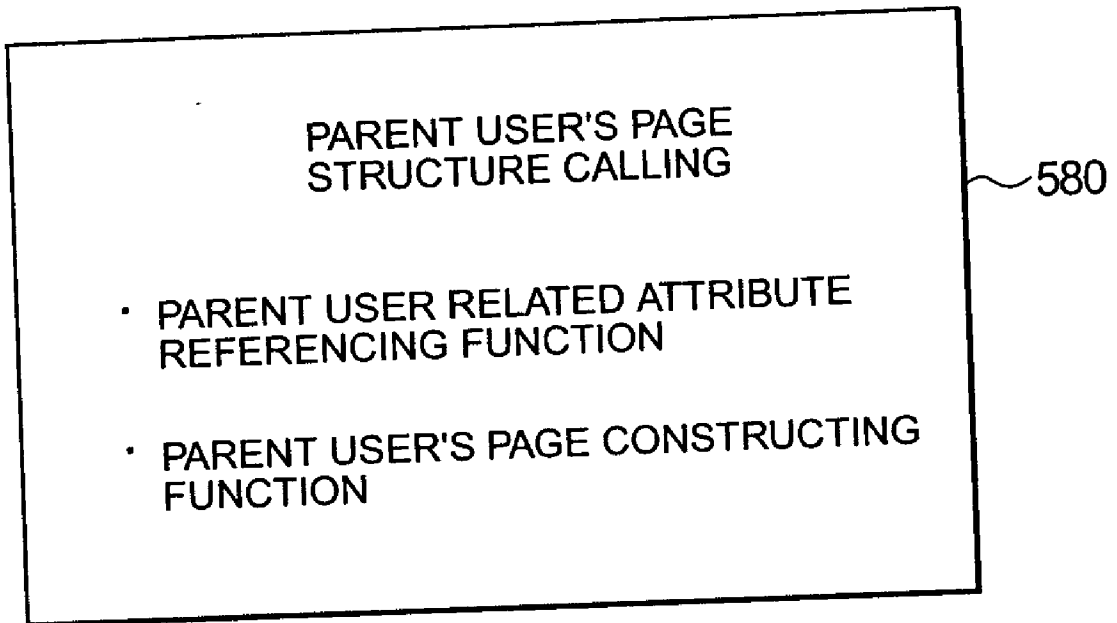 PARENT USER'S PAGE
STRUCTURE CALLING
580
· PARENT USER RELATED ATTRIBUTE
REFERENCING FUNCTION
· PARENT USER'S PAGE CONSTRUCTING
FUNCTION